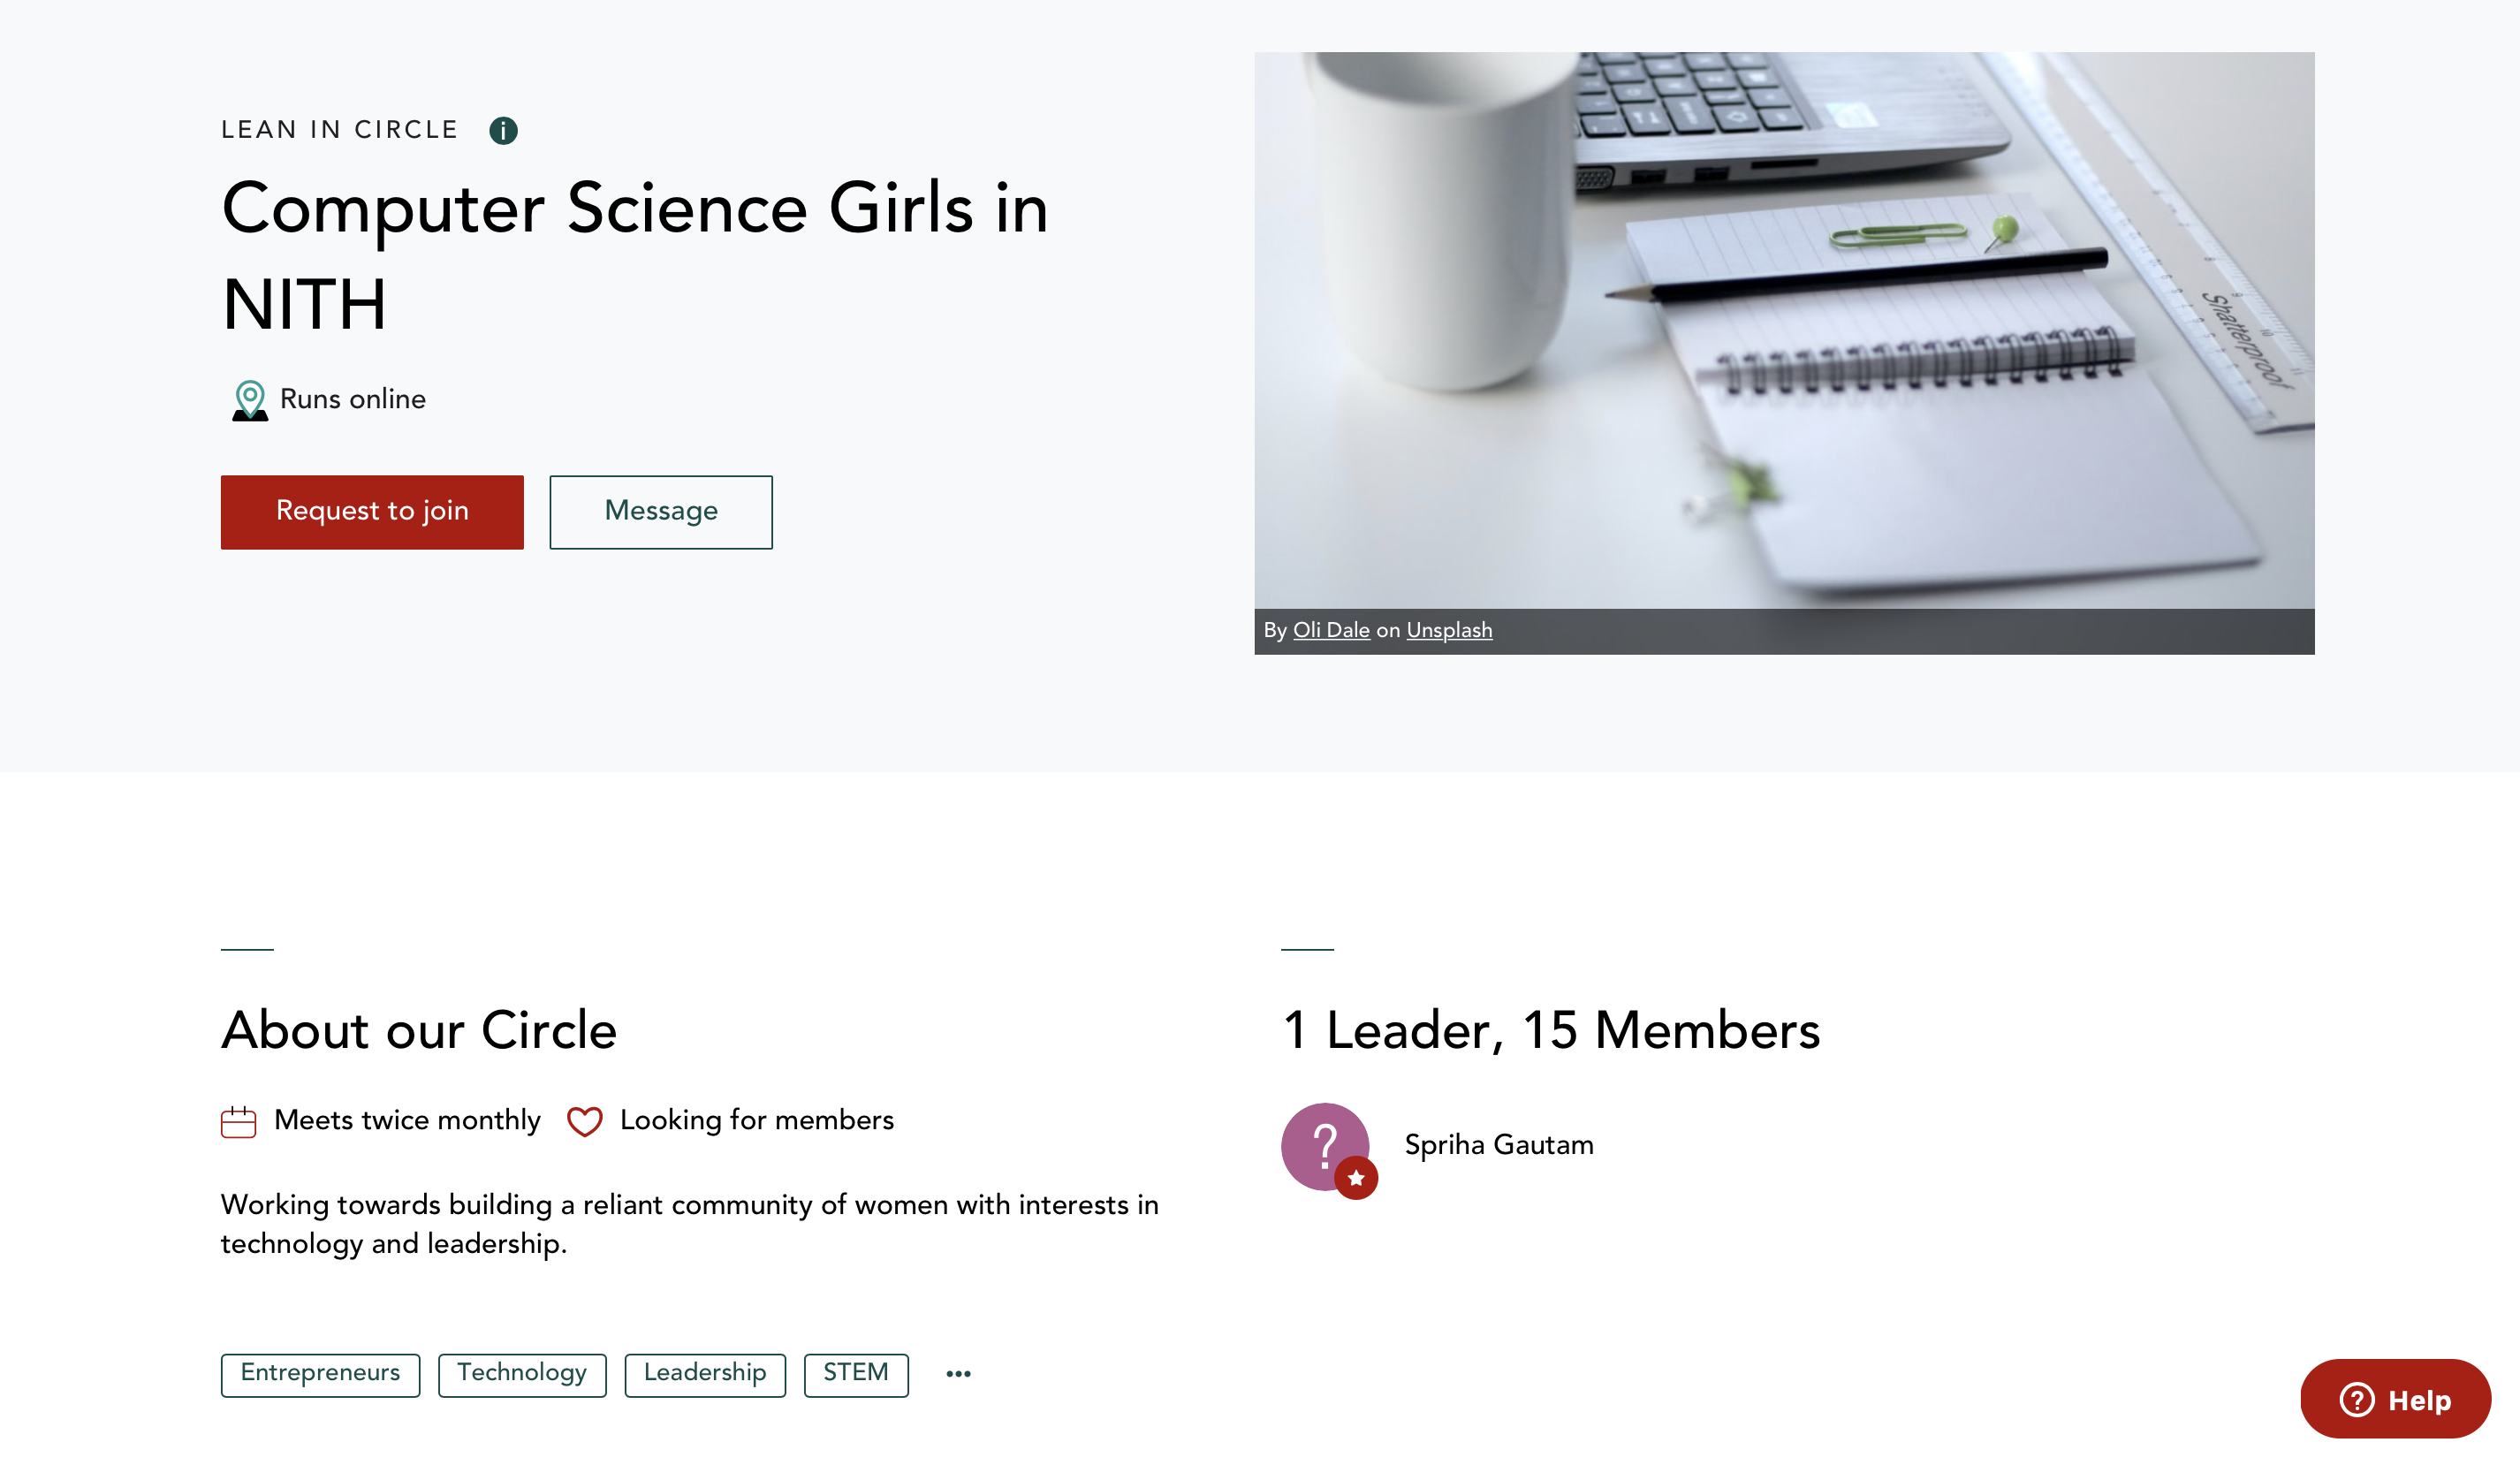 LEAN IN CIRCLE i
Computer Science Girls in
NITH
Runs online
Request to join
Message
Shatterproof
By Oli Dale on Unsplash
About our Circle
Meets twice monthly
Looking for members
Working towards building a reliant community of women with interests in
technology and leadership.
Entrepreneurs
Technology
Leadership
STEM
•••
1 Leader, 15 Members
?
Spriha Gautam
? Help